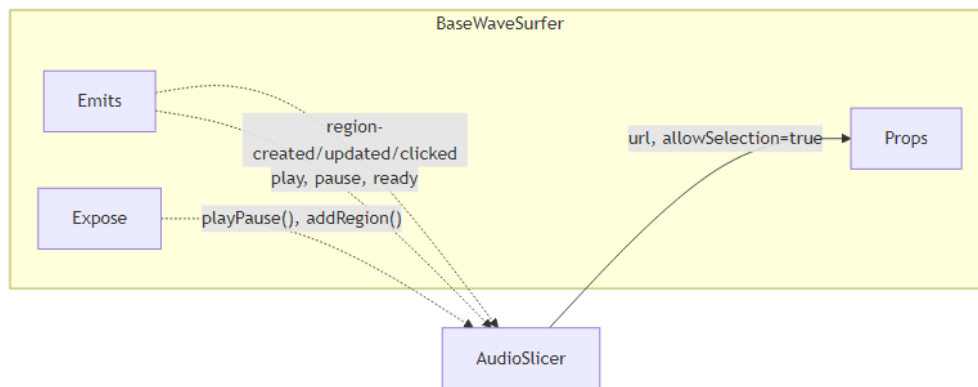 BaseWaveSurfer
Emits
region-
created/updated/clicked
play, pause, ready
url, allowSelection=true
Props
Expose
playPause(), addRegion()
AudioSlicer